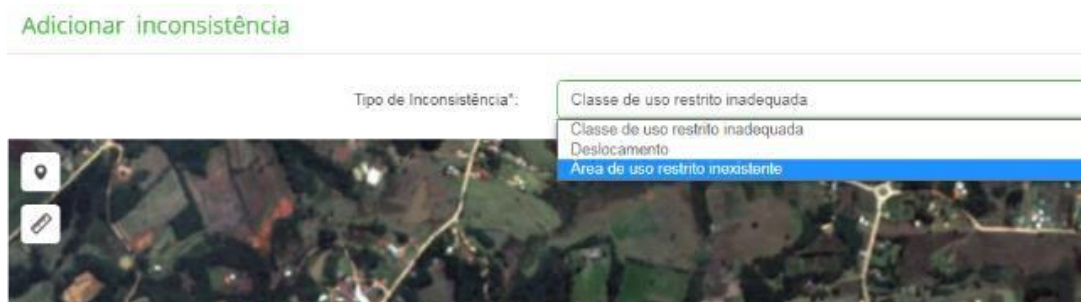 Adicionar inconsistência
Tipo de Inconsistência*:
Classe de uso restrito inadequada
Classe de uso restrito inadequada
Deslocamento
Área de uso restrito inexistente